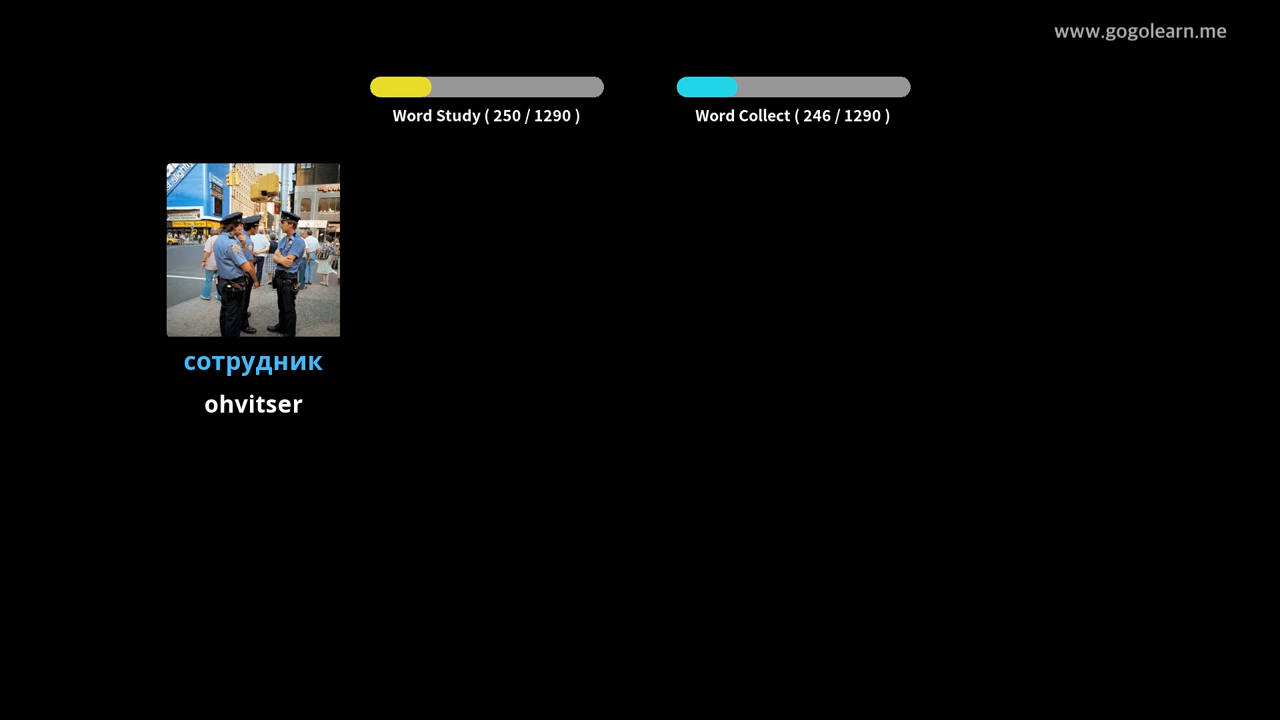 www.gogolearn.me
Word Study ( 250 / 1290 )
Word Collect ( 246 / 1290 )
сотрудник
ohvitser